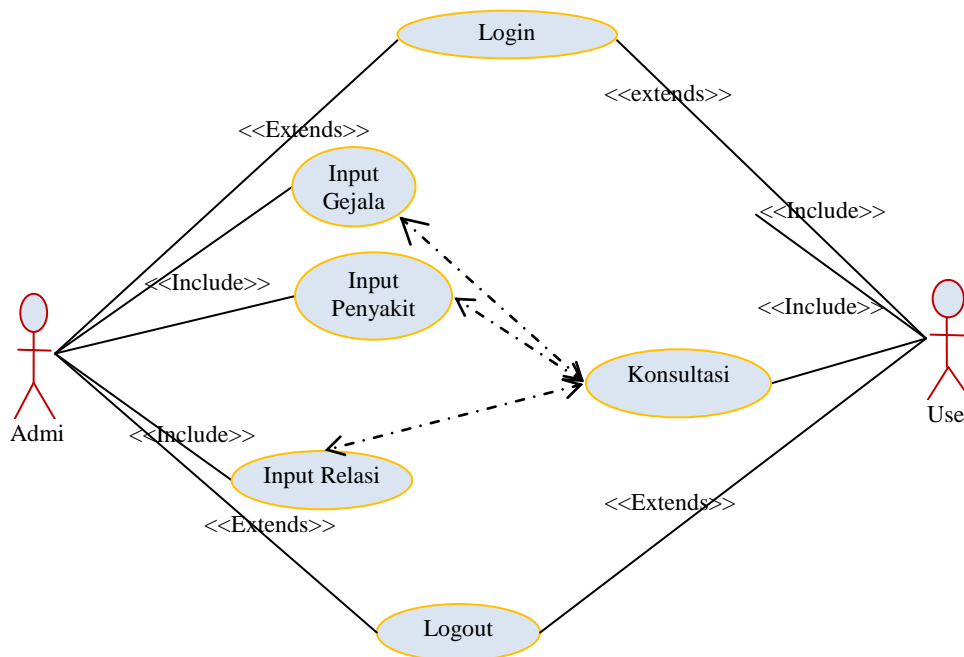 Login
<<extends>>
<<Extends>>
Input
Gejala
<<Include>>
<<Include>>
Input
Penyakit
<<Include>>
Konsultasi
Admi
Use
<<Include>>
Input Relasi
<<Extends>>
<<Extends>>
Logout